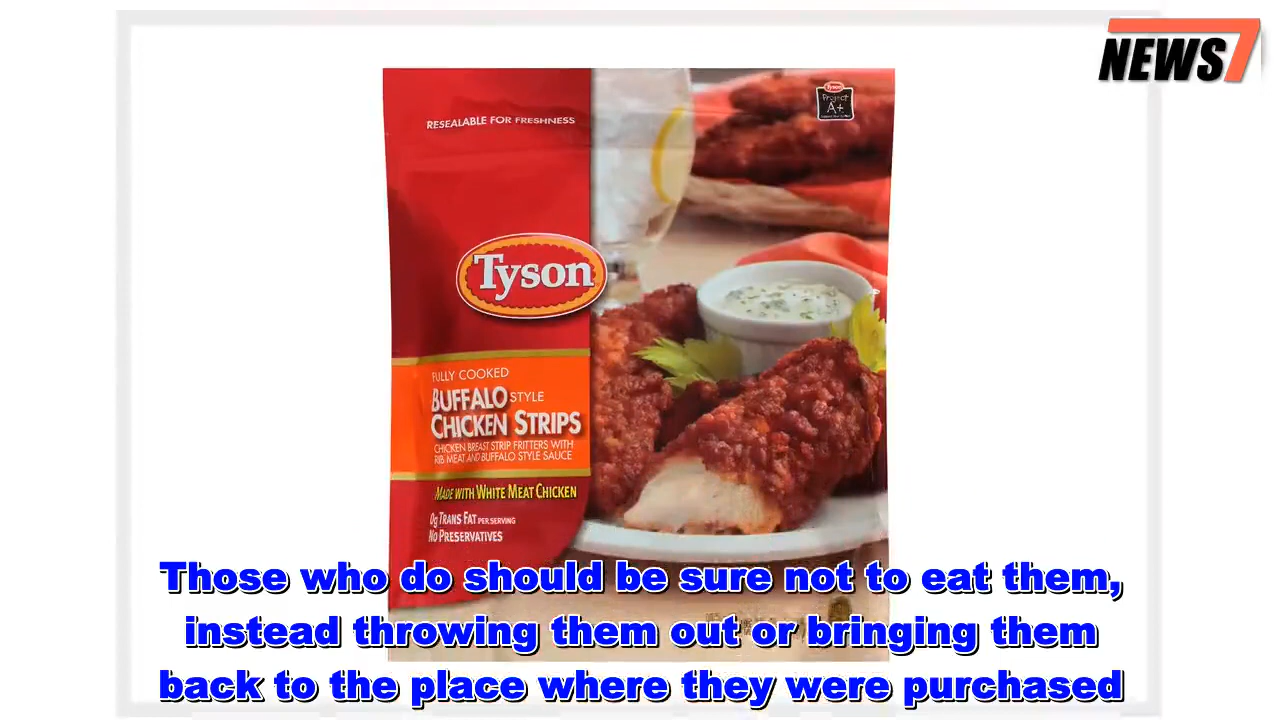 NEWS7
Tyson
Project
A+
RESEALABLE FOR FRESHNESS
Tyson
FULLY COOKED
BUFFALO STYLE
CHICKEN STRIPS
CHICKEN BREAST STRIP FRITTERS WITH
RIB MEAT AND BUFFALO STYLE SAUCE
MADE WITH WHITE MEAT CHICKEN
0g TRANS FAT PER SERVING
NO PRESERVATIVES
Those who do should be sure not to eat them,
instead throwing them out or bringing them
back to the place where they were purchased